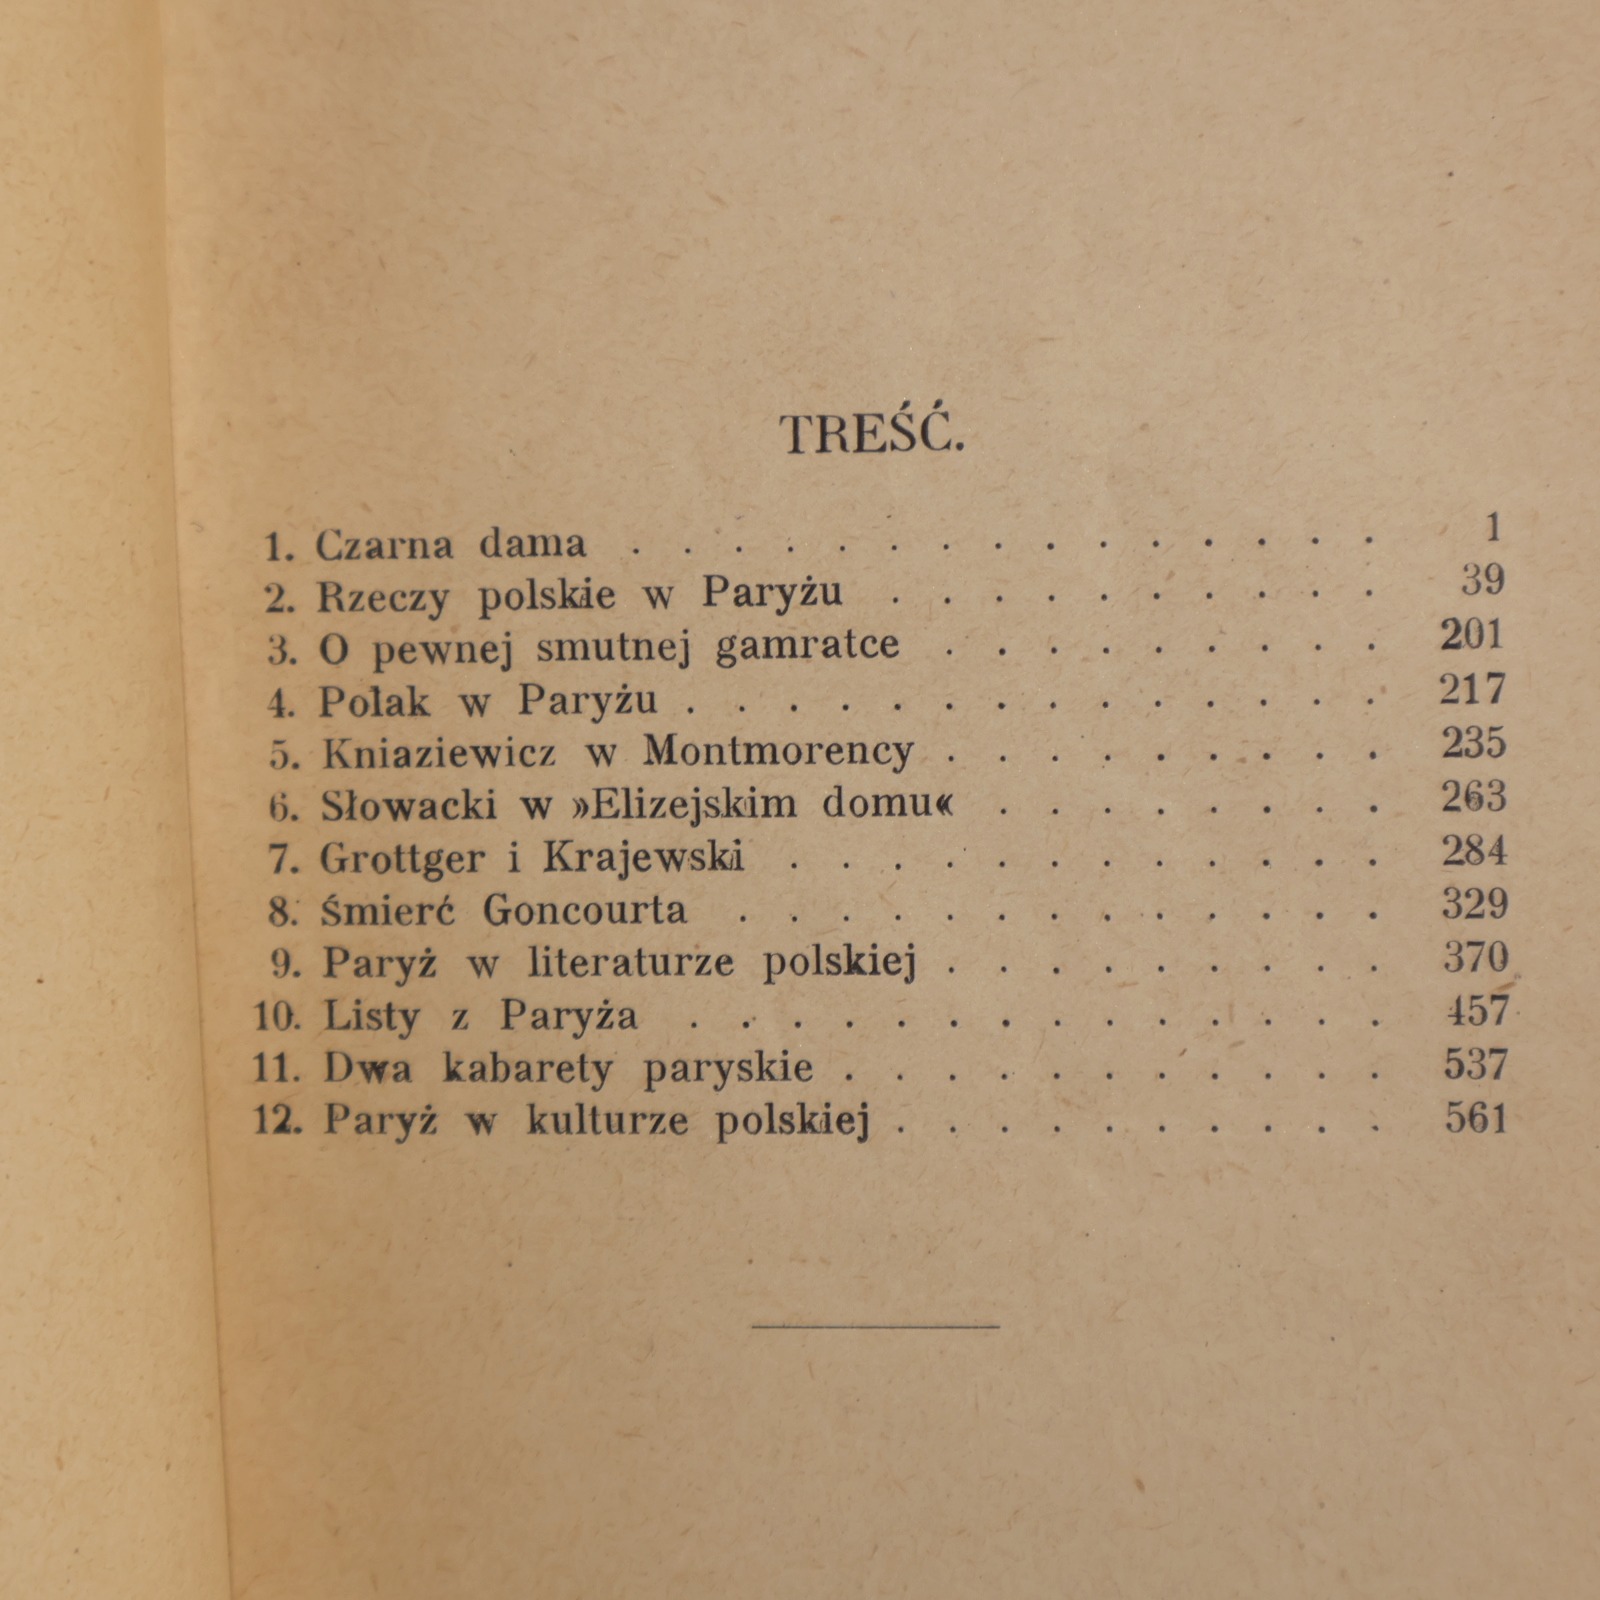 TREŚĆ.
1. Czarna dama . . . . . . . . . . . . . . . 1
2. Rzeczy polskie w Paryżu . . . . . . . . . . 39
3. O pewnej smutnej gamratce . . . . . . . . . 201
4. Polak w Paryżu . . . . . . . . . . . . . . 217
5. Kniaziewicz w Montmorency . . . . . . . . . 235
6. Słowacki w »Elizejskim domu« . . . . . . . . 263
7. Grottger i Krajewski . . . . . . . . . . . . 284
8. Śmierć Goncourta . . . . . . . . . . . . . 329
9. Paryż w literaturze polskiej . . . . . . . . . 370
10. Listy z Paryża . . . . . . . . . . . . . . 457
11. Dwa kabarety paryskie . . . . . . . . . . . 537
12. Paryż w kulturze polskiej . . . . . . . . . . 561